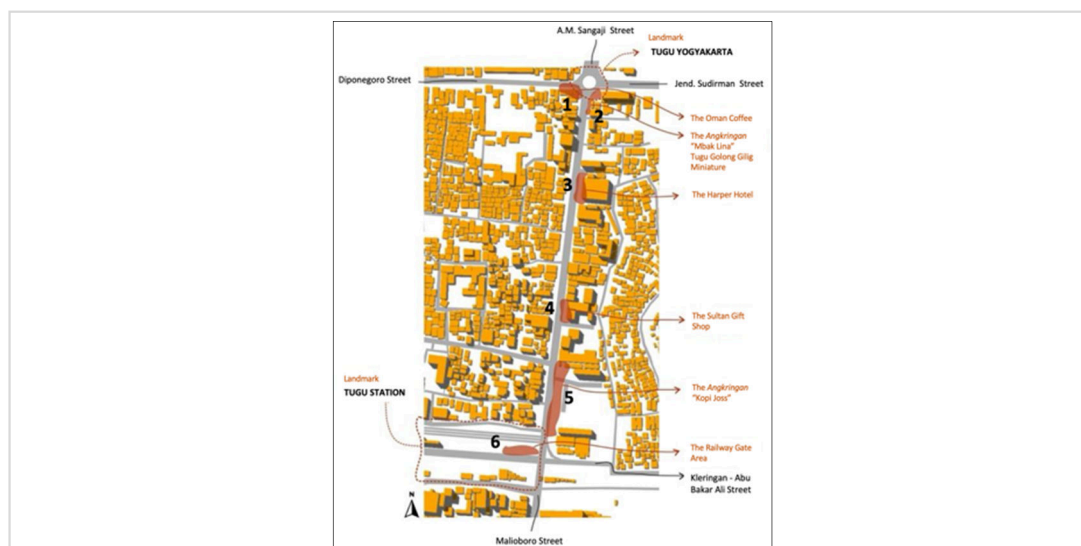 A.M. Sangaji Street
Landmark
TUGU YOGYAKARTA
Diponegoro Street
Jend. Sudirman Street
1
2
The Oman Coffee
The Angkringan
"Mbak Lina"
Tugu Golong Gilig
Miniature
3
The Harper Hotel
4
The Sultan Gift
Shop
Landmark
TUGU STATION
5
The Angkringan
"Kopi Joss"
6
The Railway Gate
Area
Kleringan - Abu
Bakar Ali Street
N
Malioboro Street